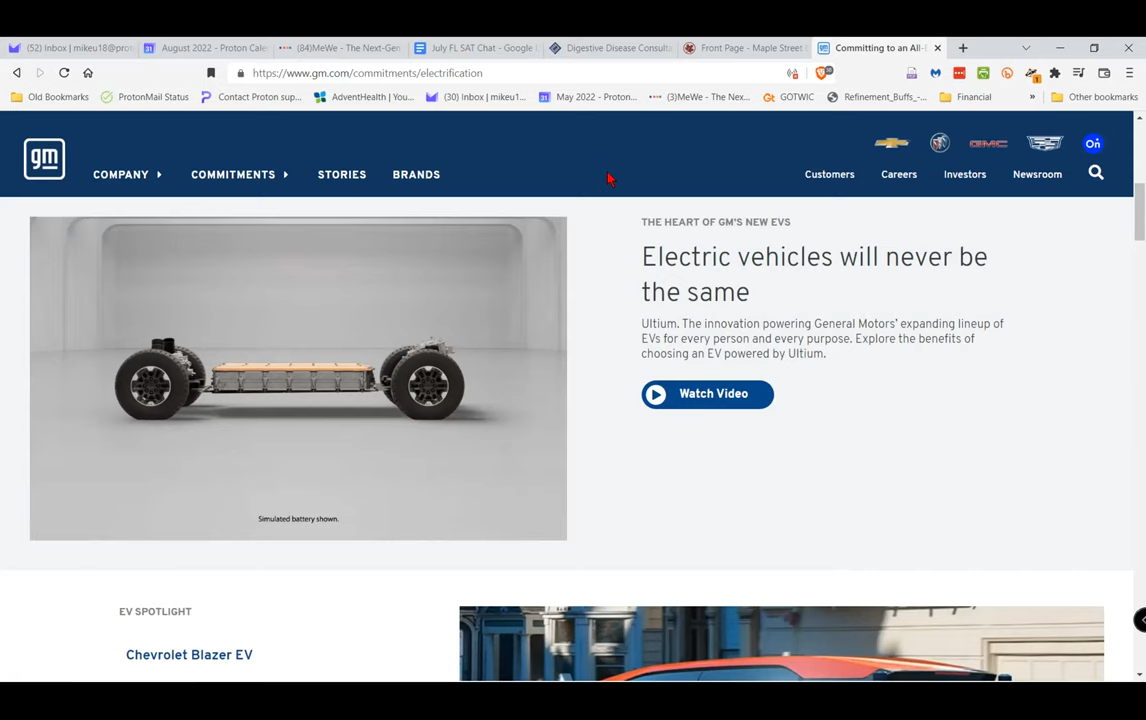 (52) Inbox | mikeu18@pro
August 2022 - Proton Cale
(84)MeWe - The Next-Gen
July FL SAT Chat - Google
Digestive Disease Consulta
Front Page - Maple Street
Committing to an All-E
https://www.gm.com/commitments/electrification
Old Bookmarks
ProtonMail Status
Contact Proton sup...
AdventHealth | You...
(30) Inbox | mikeu1...
May 2022 - Proton...
(3)MeWe - The Nex...
GOTWIC
Refinement_Buffs_-...
Financial
Other bookmarks
gm
GMC
On
COMPANY
COMMITMENTS
STORIES
BRANDS
Customers
Careers
Investors
Newsroom
THE HEART OF GM'S NEW EVS
Electric vehicles will never be
the same
Ultium. The innovation powering General Motors' expanding lineup of
EVs for every person and every purpose. Explore the benefits of
choosing an EV powered by Ultium.
Watch Video
Simulated battery shown.
EV SPOTLIGHT
Chevrolet Blazer EV